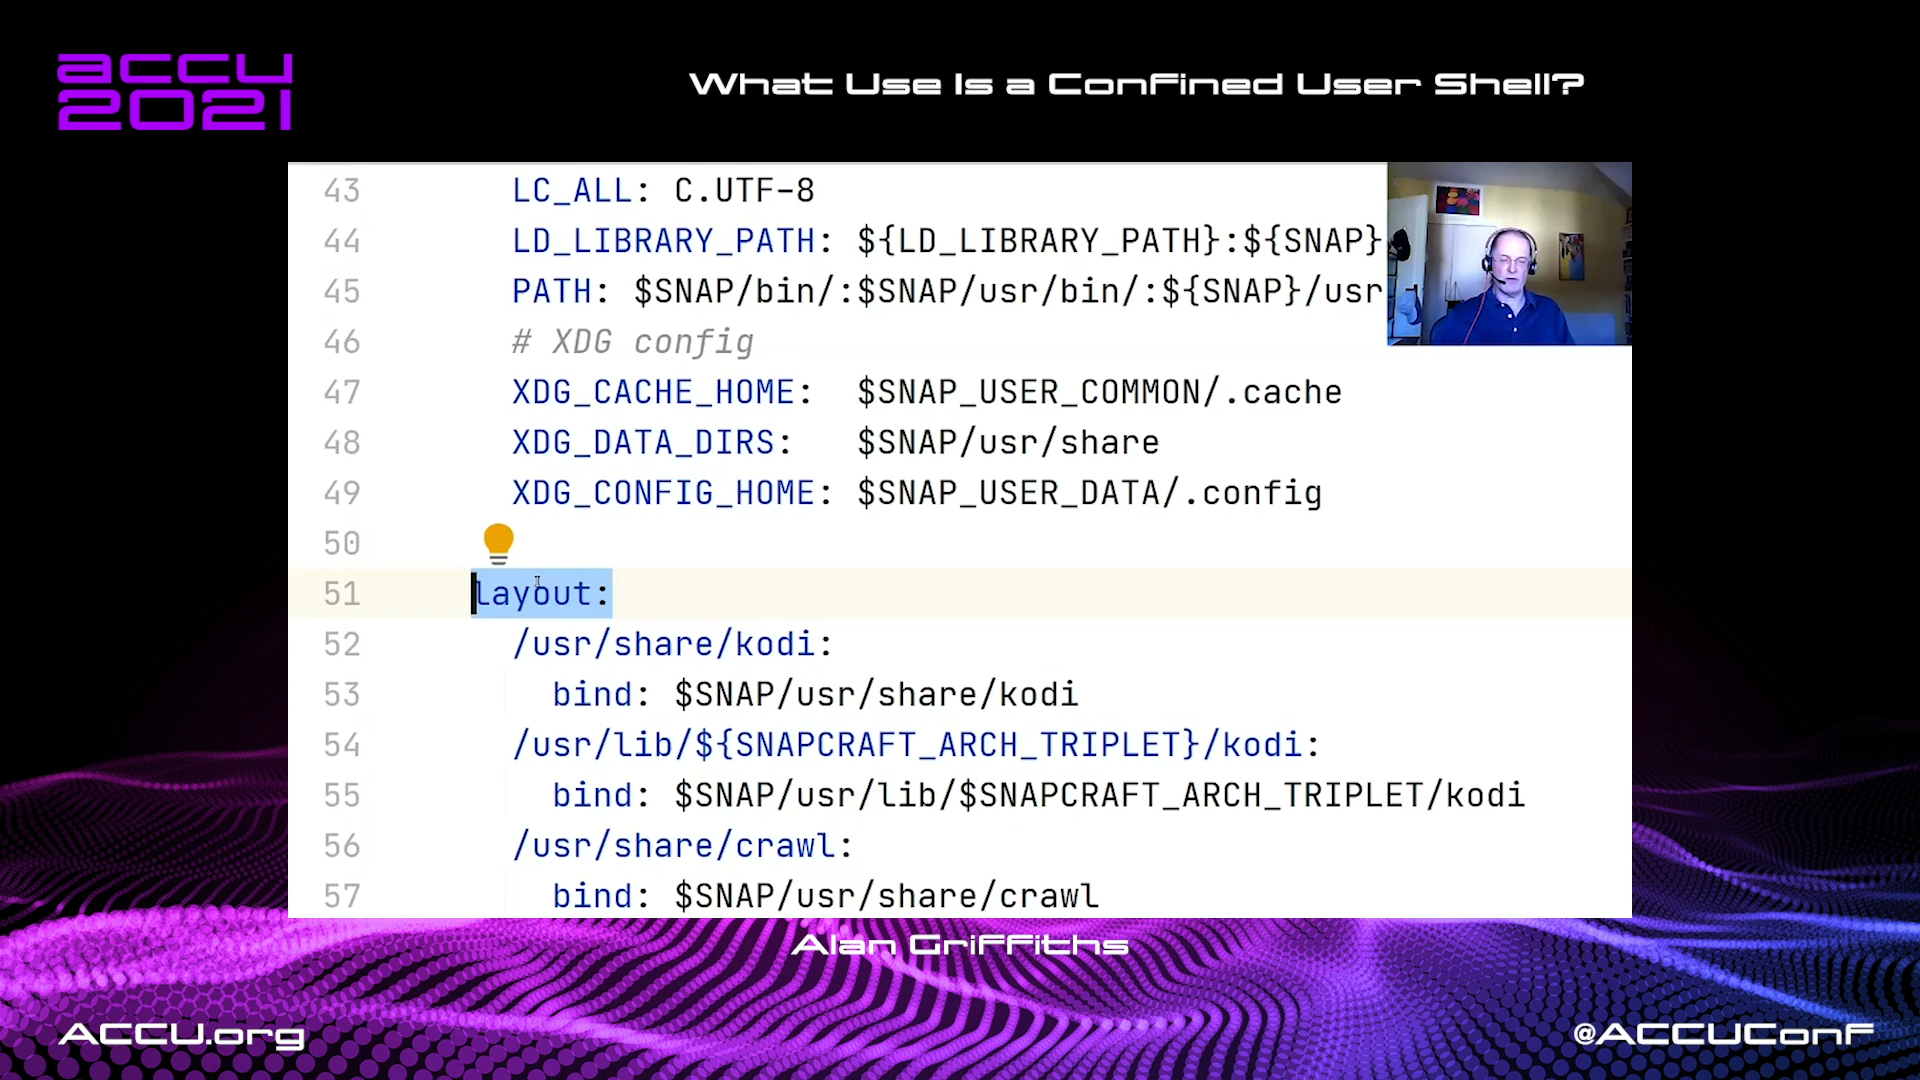 accu
2021
What Use Is a Confined User Shell?
43 LC_ALL: C.UTF-8
44 LD_LIBRARY_PATH: ${LD_LIBRARY_PATH}:${SNAP}
45 PATH: $SNAP/bin/:$SNAP/usr/bin/:${SNAP}/usr
46 # XDG config
47 XDG_CACHE_HOME: $SNAP_USER_COMMON/.cache
48 XDG_DATA_DIRS: $SNAP/usr/share
49 XDG_CONFIG_HOME: $SNAP_USER_DATA/.config
50
51 layout:
52 /usr/share/kodi:
53 bind: $SNAP/usr/share/kodi
54 /usr/lib/${SNAPCRAFT_ARCH_TRIPLET}/kodi:
55 bind: $SNAP/usr/lib/$SNAPCRAFT_ARCH_TRIPLET/kodi
56 /usr/share/crawl:
57 bind: $SNAP/usr/share/crawl
Alan Griffiths
ACCU.org
@ACCUConf